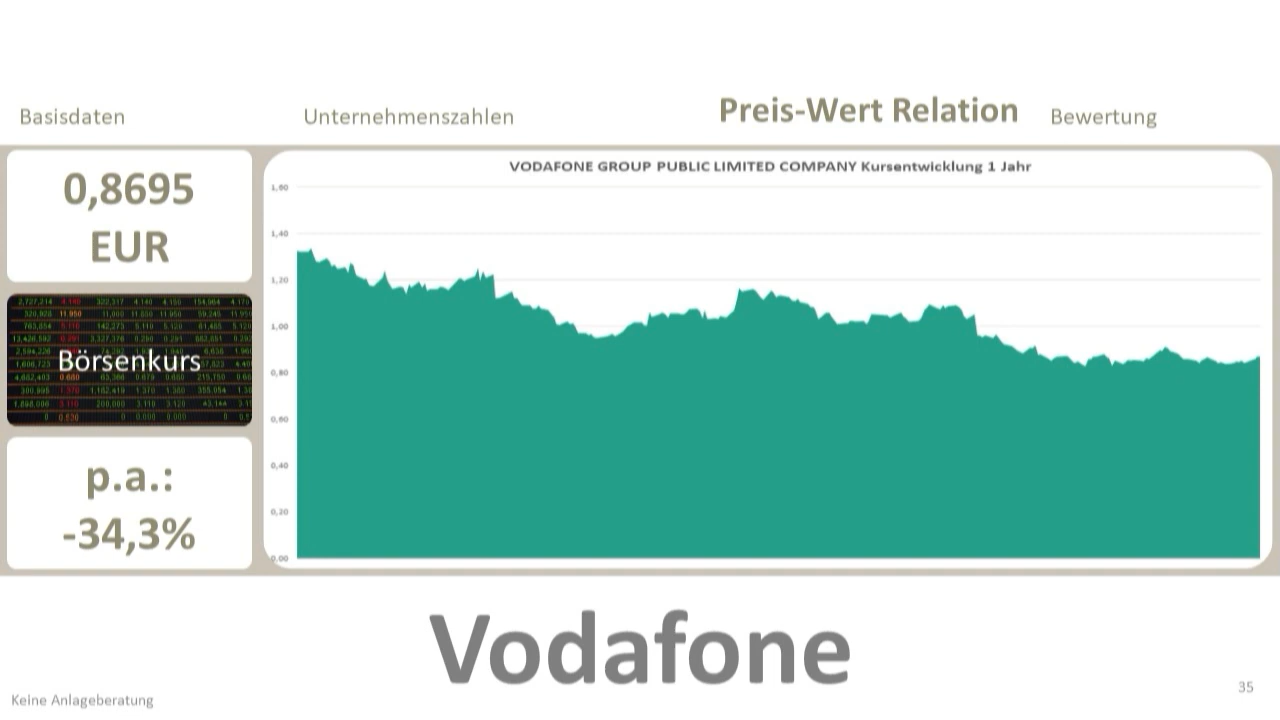 Basisdaten
Unternehmenszahlen
Preis-Wert Relation
Bewertung
0,8695
EUR
Börsenkurs
p.a.:
-34,3%
VODAFONE GROUP PUBLIC LIMITED COMPANY Kursentwicklung 1 Jahr
1,60
1,40
1,20
1,00
0,80
0,60
0,40
0,20
0,00
Vodafone
Keine Anlageberatung
35